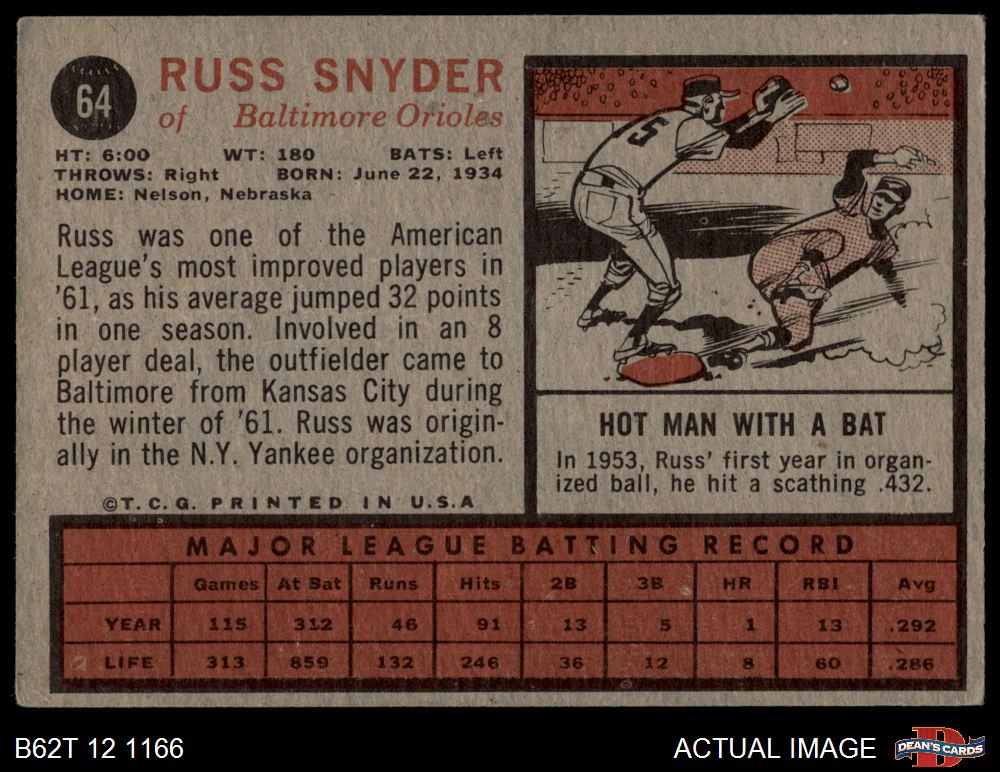 64
RUSS SNYDER
of Baltimore Orioles
HT: 6:00 WT: 180 BATS: Left
THROWS: Right BORN: June 22, 1934
HOME: Nelson, Nebraska
Russ was one of the American
League's most improved players in
'61, as his average jumped 32 points
in one season. Involved in an 8
player deal, the outfielder came to
Baltimore from Kansas City during
the winter of '61. Russ was origin-
ally in the N.Y. Yankee organization.
©T.C.G. PRINTED IN U.S.A
15
HOT MAN WITH A BAT
In 1953, Russ' first year in organ-
ized ball, he hit a scathing .432.
MAJOR LEAGUE BATTING RECORD
Games At Bat Runs Hits 2B 3B HR RBI Avg
YEAR 115 312 46 91 13 5 1 13 .292
LIFE 313 859 132 246 36 12 8 60 .286
B62T 12 1166
ACTUAL IMAGE
DEAN'S CARDS